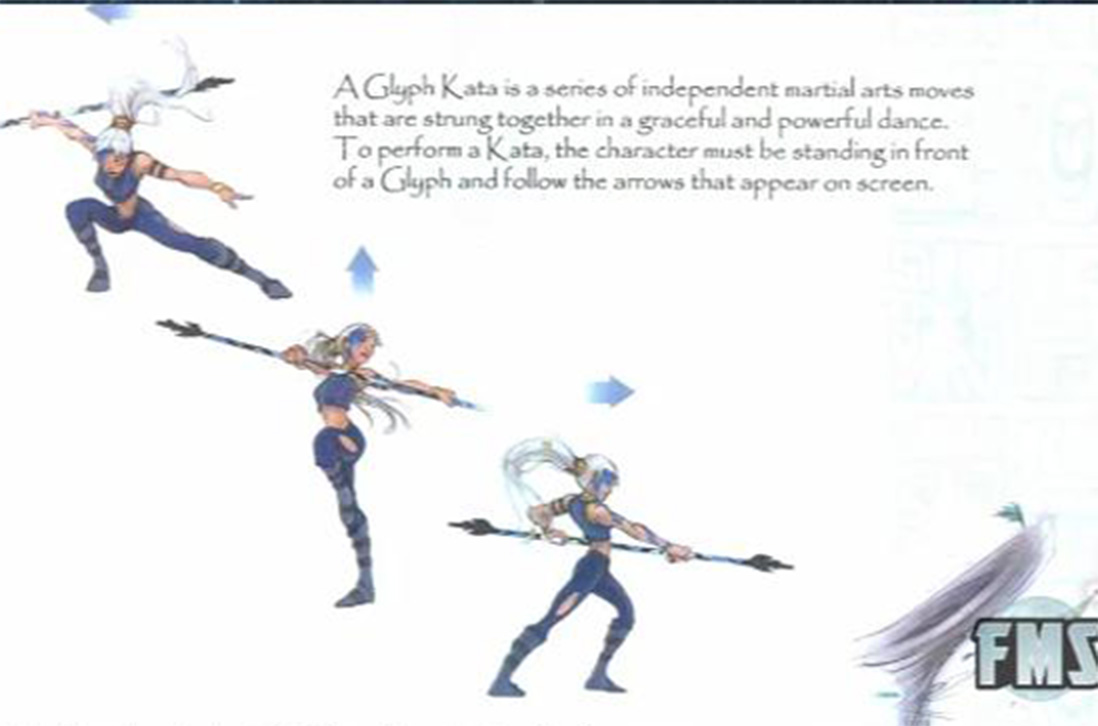 A Glyph Kata is a series of independent martial arts moves
that are strung together in a graceful and powerful dance.
To perform a Kata, the character must be standing in front
of a Glyph and follow the arrows that appear on screen.
FMS